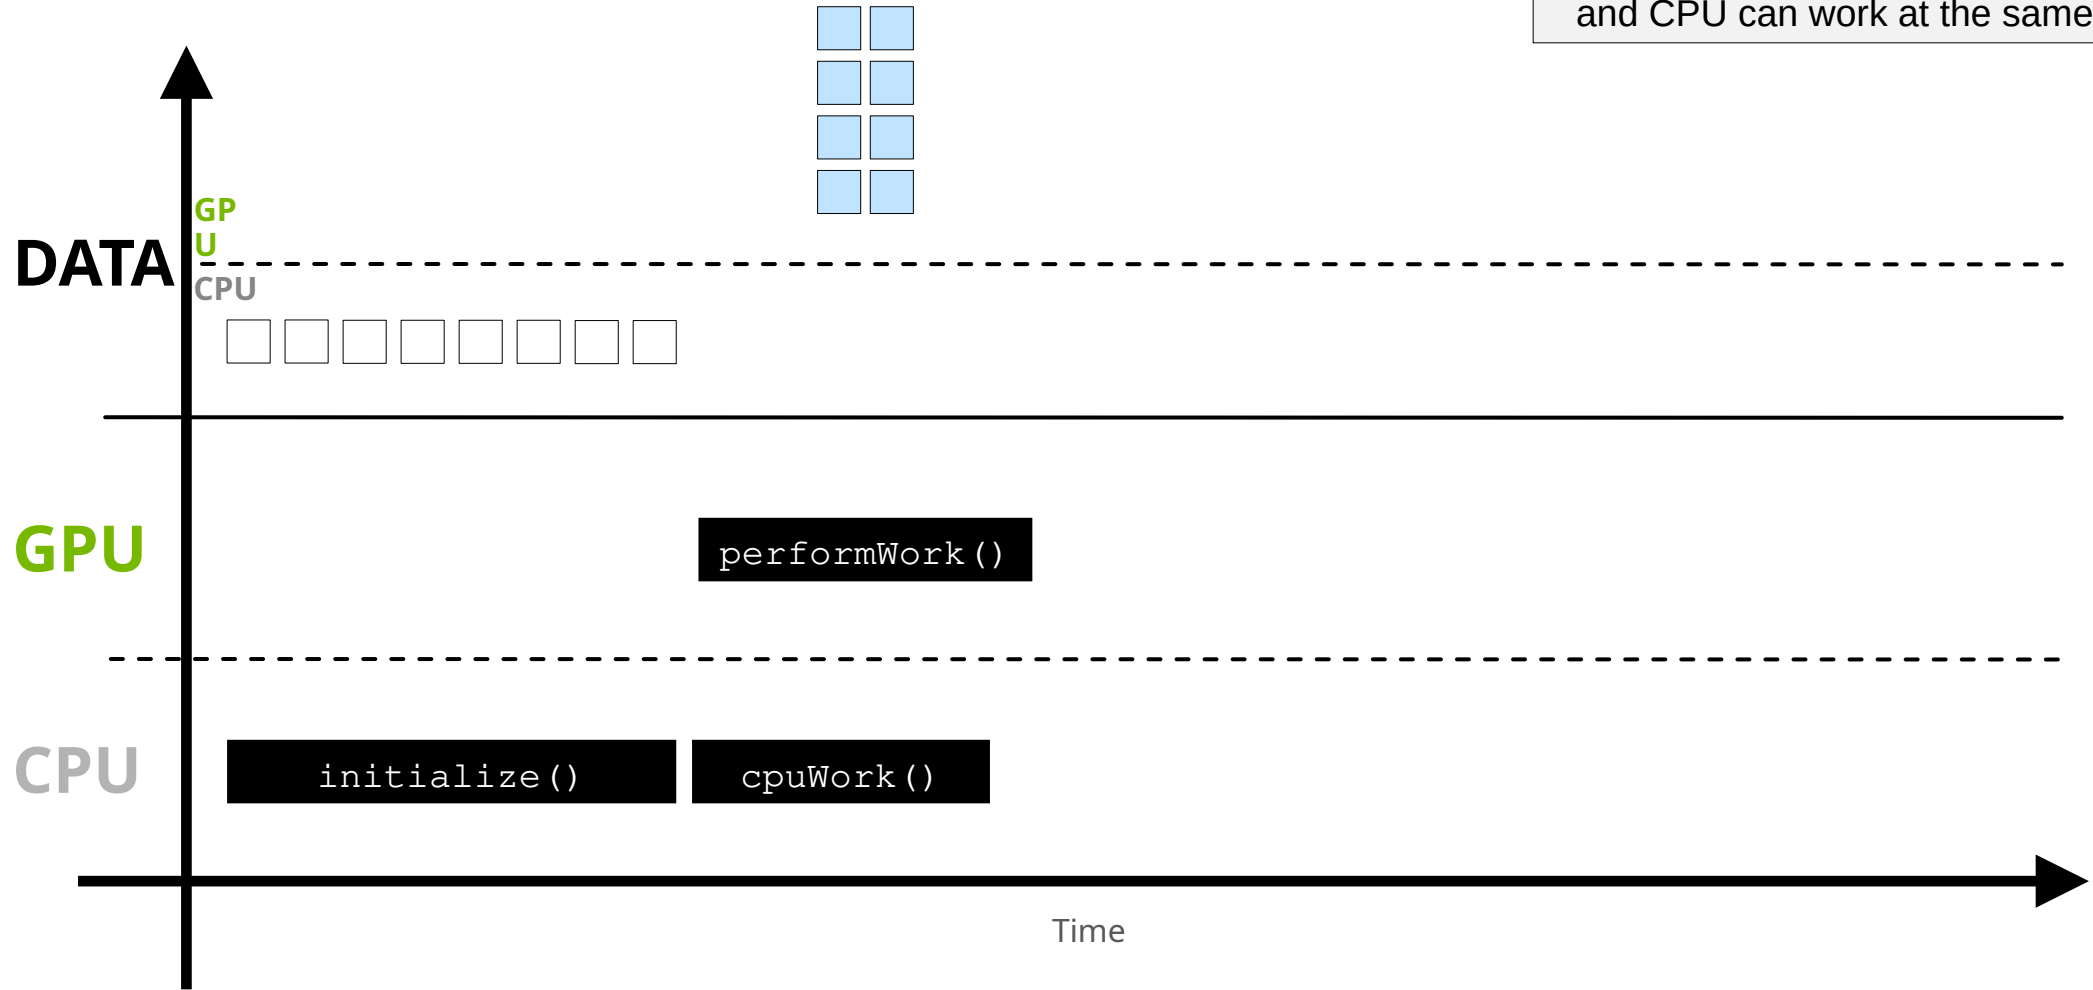 and CPU can work at the same
GP
U
DATA
CPU
GPU
performWork()
CPU
initialize()
cpuWork()
Time